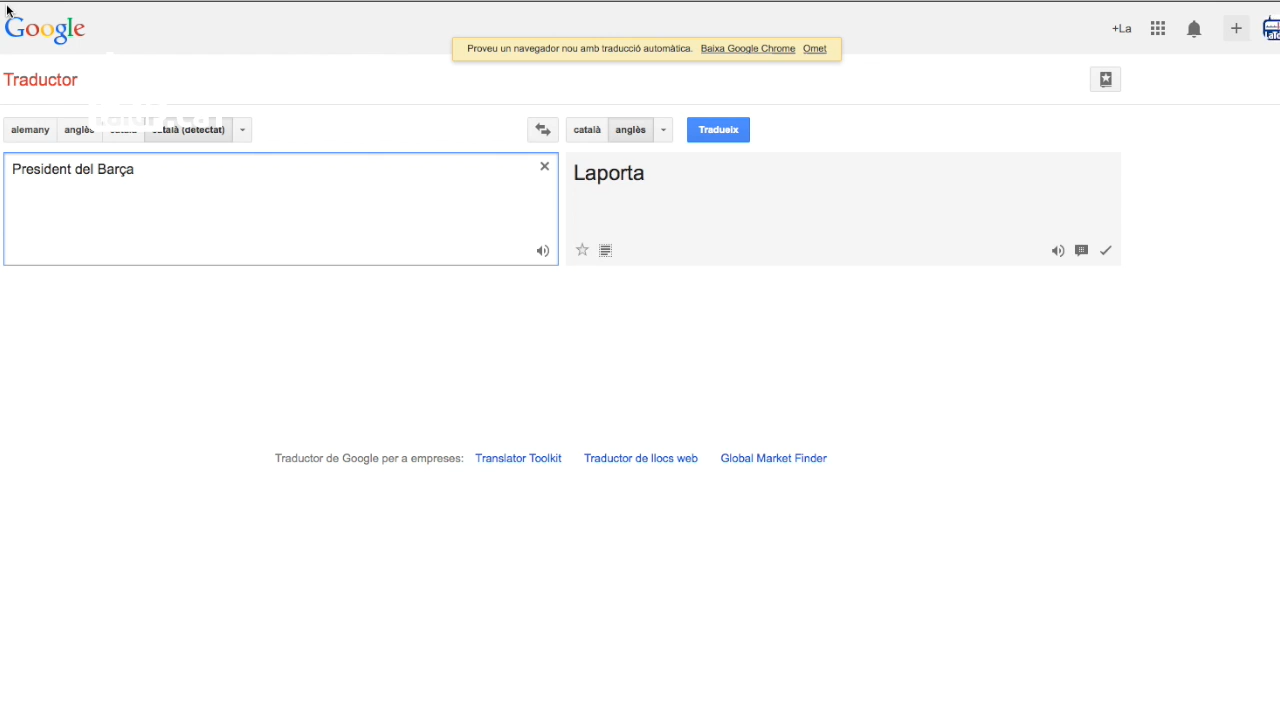 Google
+La
Proveu un navegador nou amb traducció automàtica. Baixa Google Chrome Omet
Traductor
alemany anglès català català (detectat)
català anglès Tradueix
President del Barça
Laporta
Traductor de Google per a empreses: Translator Toolkit Traductor de llocs web Global Market Finder